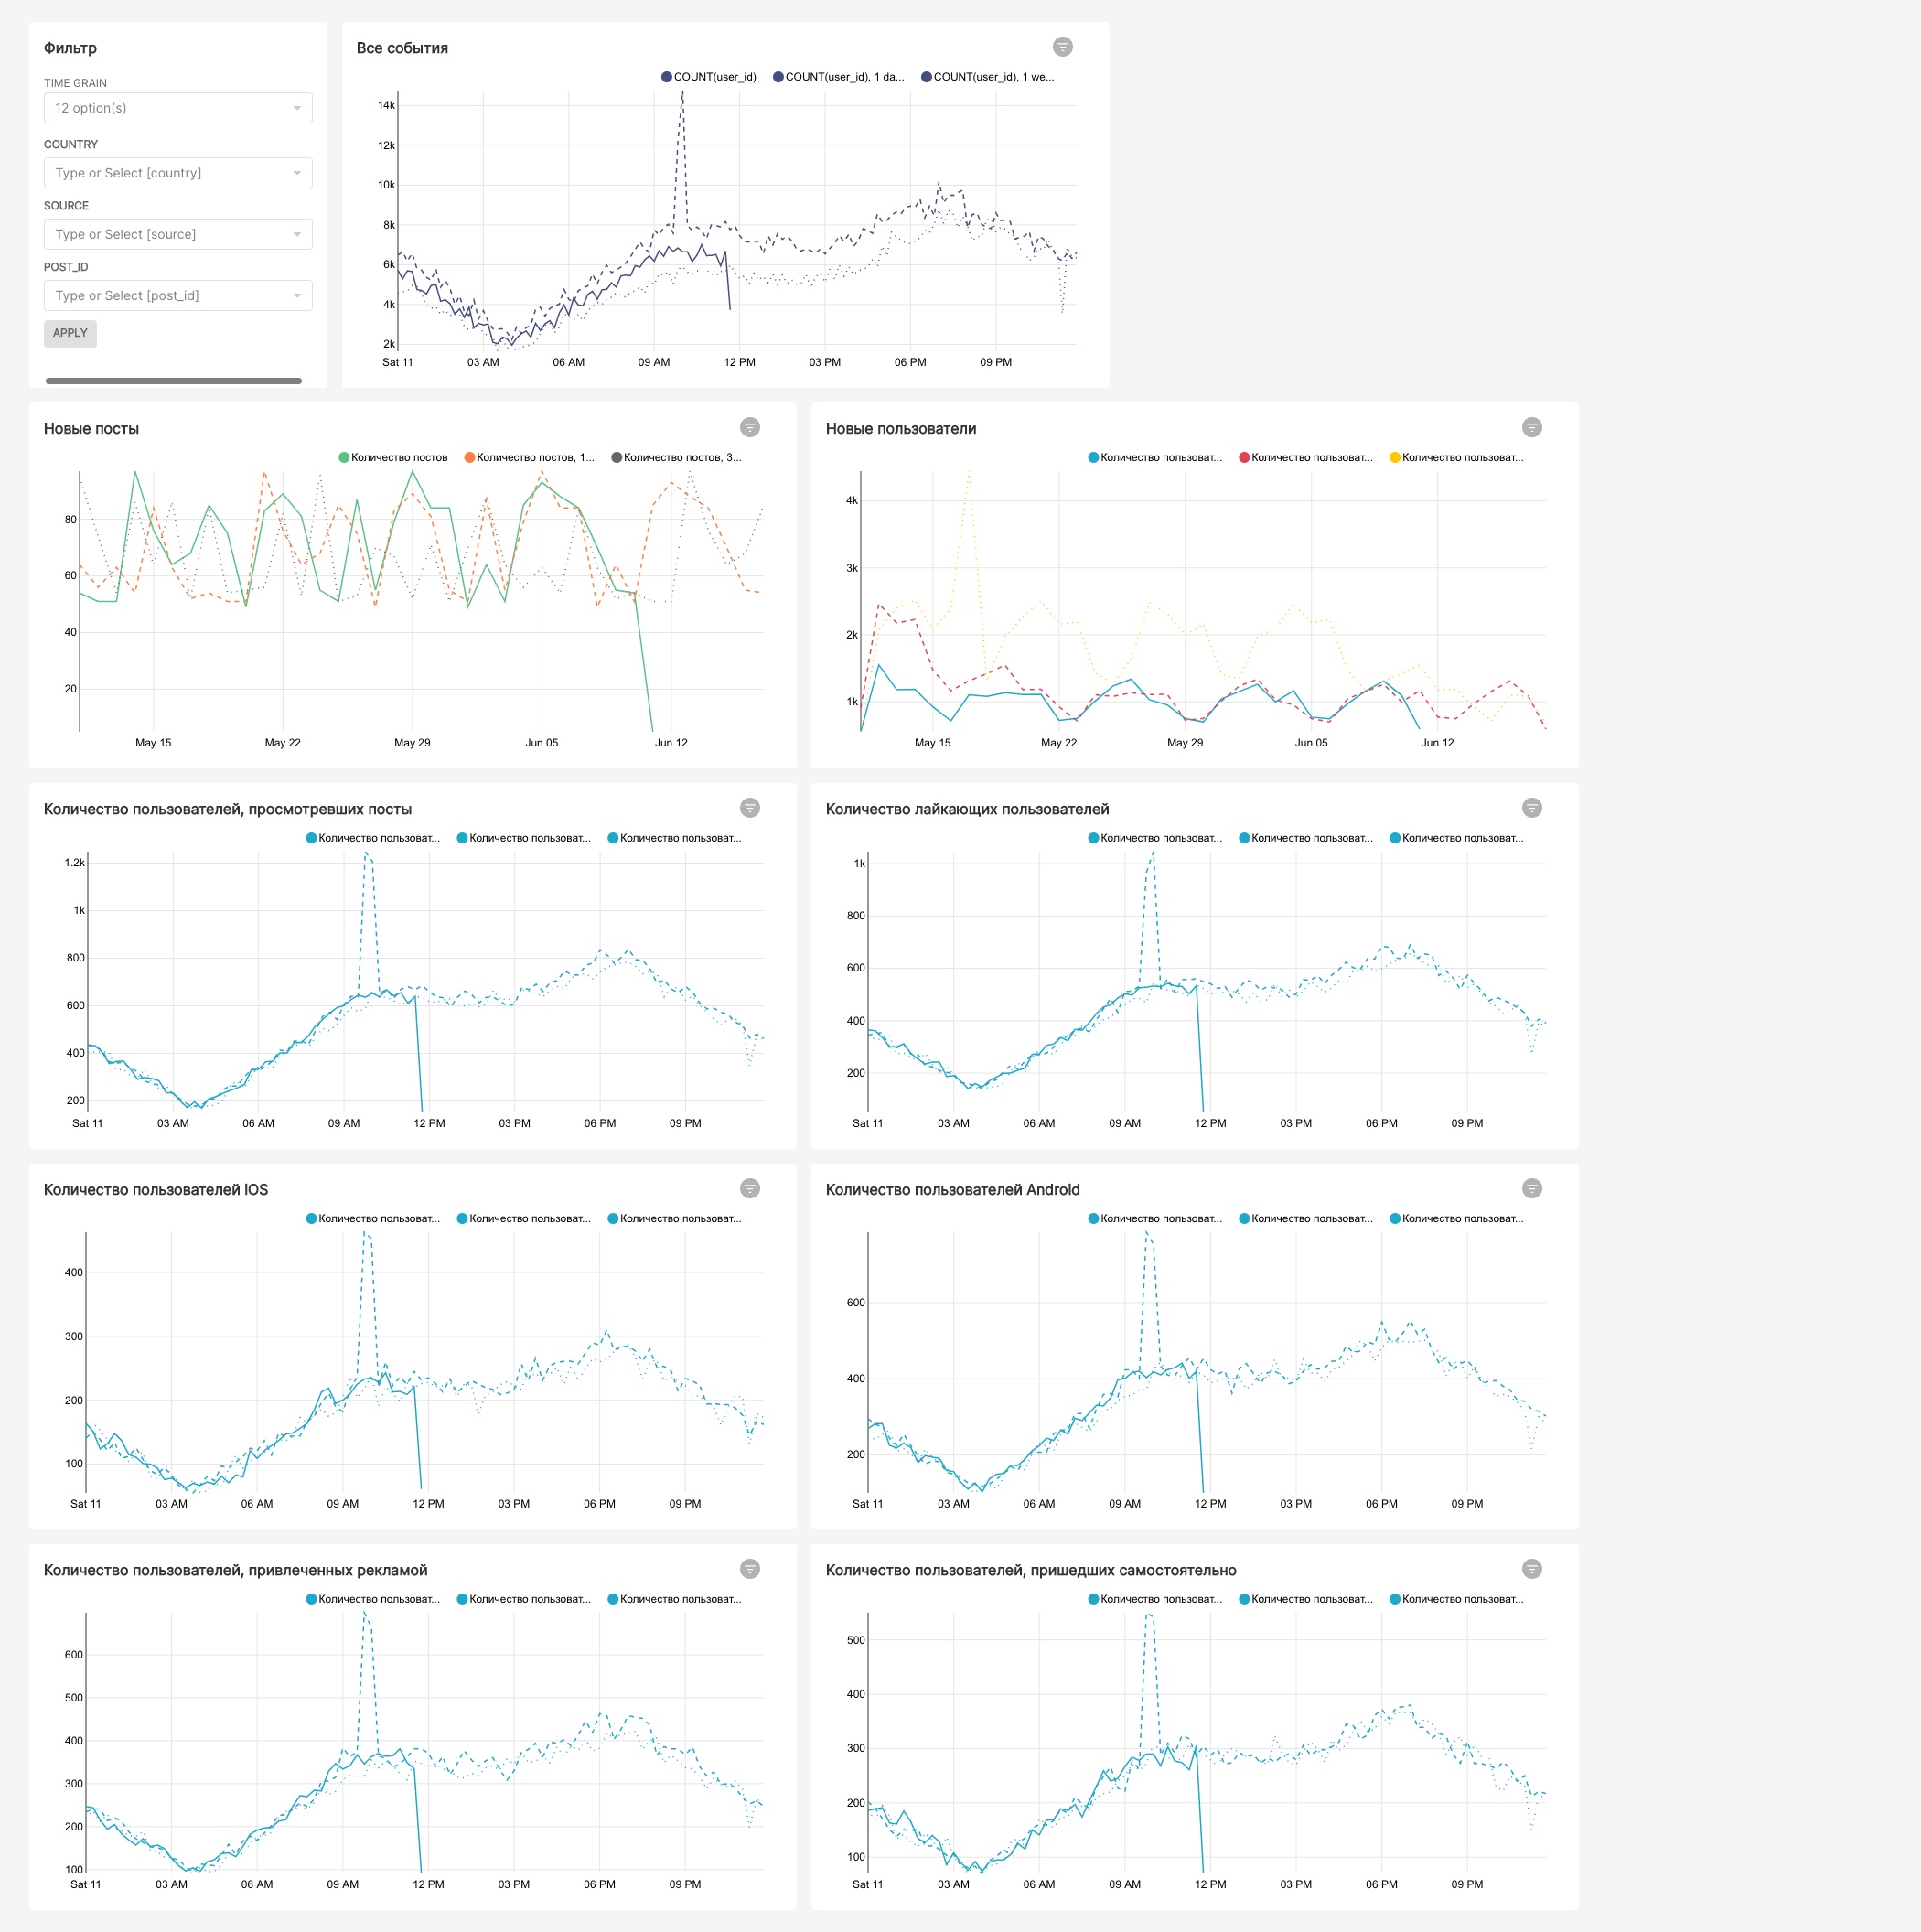 Фильтр
TIME GRAIN
12 option(s)
COUNTRY
Type or Select [country]
SOURCE
Type or Select [source]
POST_ID
Type or Select [post_id]
APPLY
Все события
COUNT(user_id) COUNT(user_id), 1 da... COUNT(user_id), 1 we...
14k
12k
10k
8k
6k
4k
2k
Sat 11 03 AM 06 AM 09 AM 12 PM 03 PM 06 PM 09 PM
Новые посты
Количество постов Количество постов, 1... Количество постов, 3...
80
60
40
20
May 15 May 22 May 29 Jun 05 Jun 12
Новые пользователи
Количество пользоват... Количество пользоват... Количество пользоват...
4k
3k
2k
1k
May 15 May 22 May 29 Jun 05 Jun 12
Количество пользователей, просмотревших посты
Количество пользоват... Количество пользоват... Количество пользоват...
1.2k
1k
800
600
400
200
Sat 11 03 AM 06 AM 09 AM 12 PM 03 PM 06 PM 09 PM
Количество лайкающих пользователей
Количество пользоват... Количество пользоват... Количество пользоват...
1k
800
600
400
200
Sat 11 03 AM 06 AM 09 AM 12 PM 03 PM 06 PM 09 PM
Количество пользователей iOS
Количество пользоват... Количество пользоват... Количество пользоват...
400
300
200
100
Sat 11 03 AM 06 AM 09 AM 12 PM 03 PM 06 PM 09 PM
Количество пользователей Android
Количество пользоват... Количество пользоват... Количество пользоват...
600
400
200
Sat 11 03 AM 06 AM 09 AM 12 PM 03 PM 06 PM 09 PM
Количество пользователей, привлеченных рекламой
Количество пользоват... Количество пользоват... Количество пользоват...
600
500
400
300
200
100
Sat 11 03 AM 06 AM 09 AM 12 PM 03 PM 06 PM 09 PM
Количество пользователей, пришедших самостоятельно
Количество пользоват... Количество пользоват... Количество пользоват...
500
400
300
200
100
Sat 11 03 AM 06 AM 09 AM 12 PM 03 PM 06 PM 09 PM